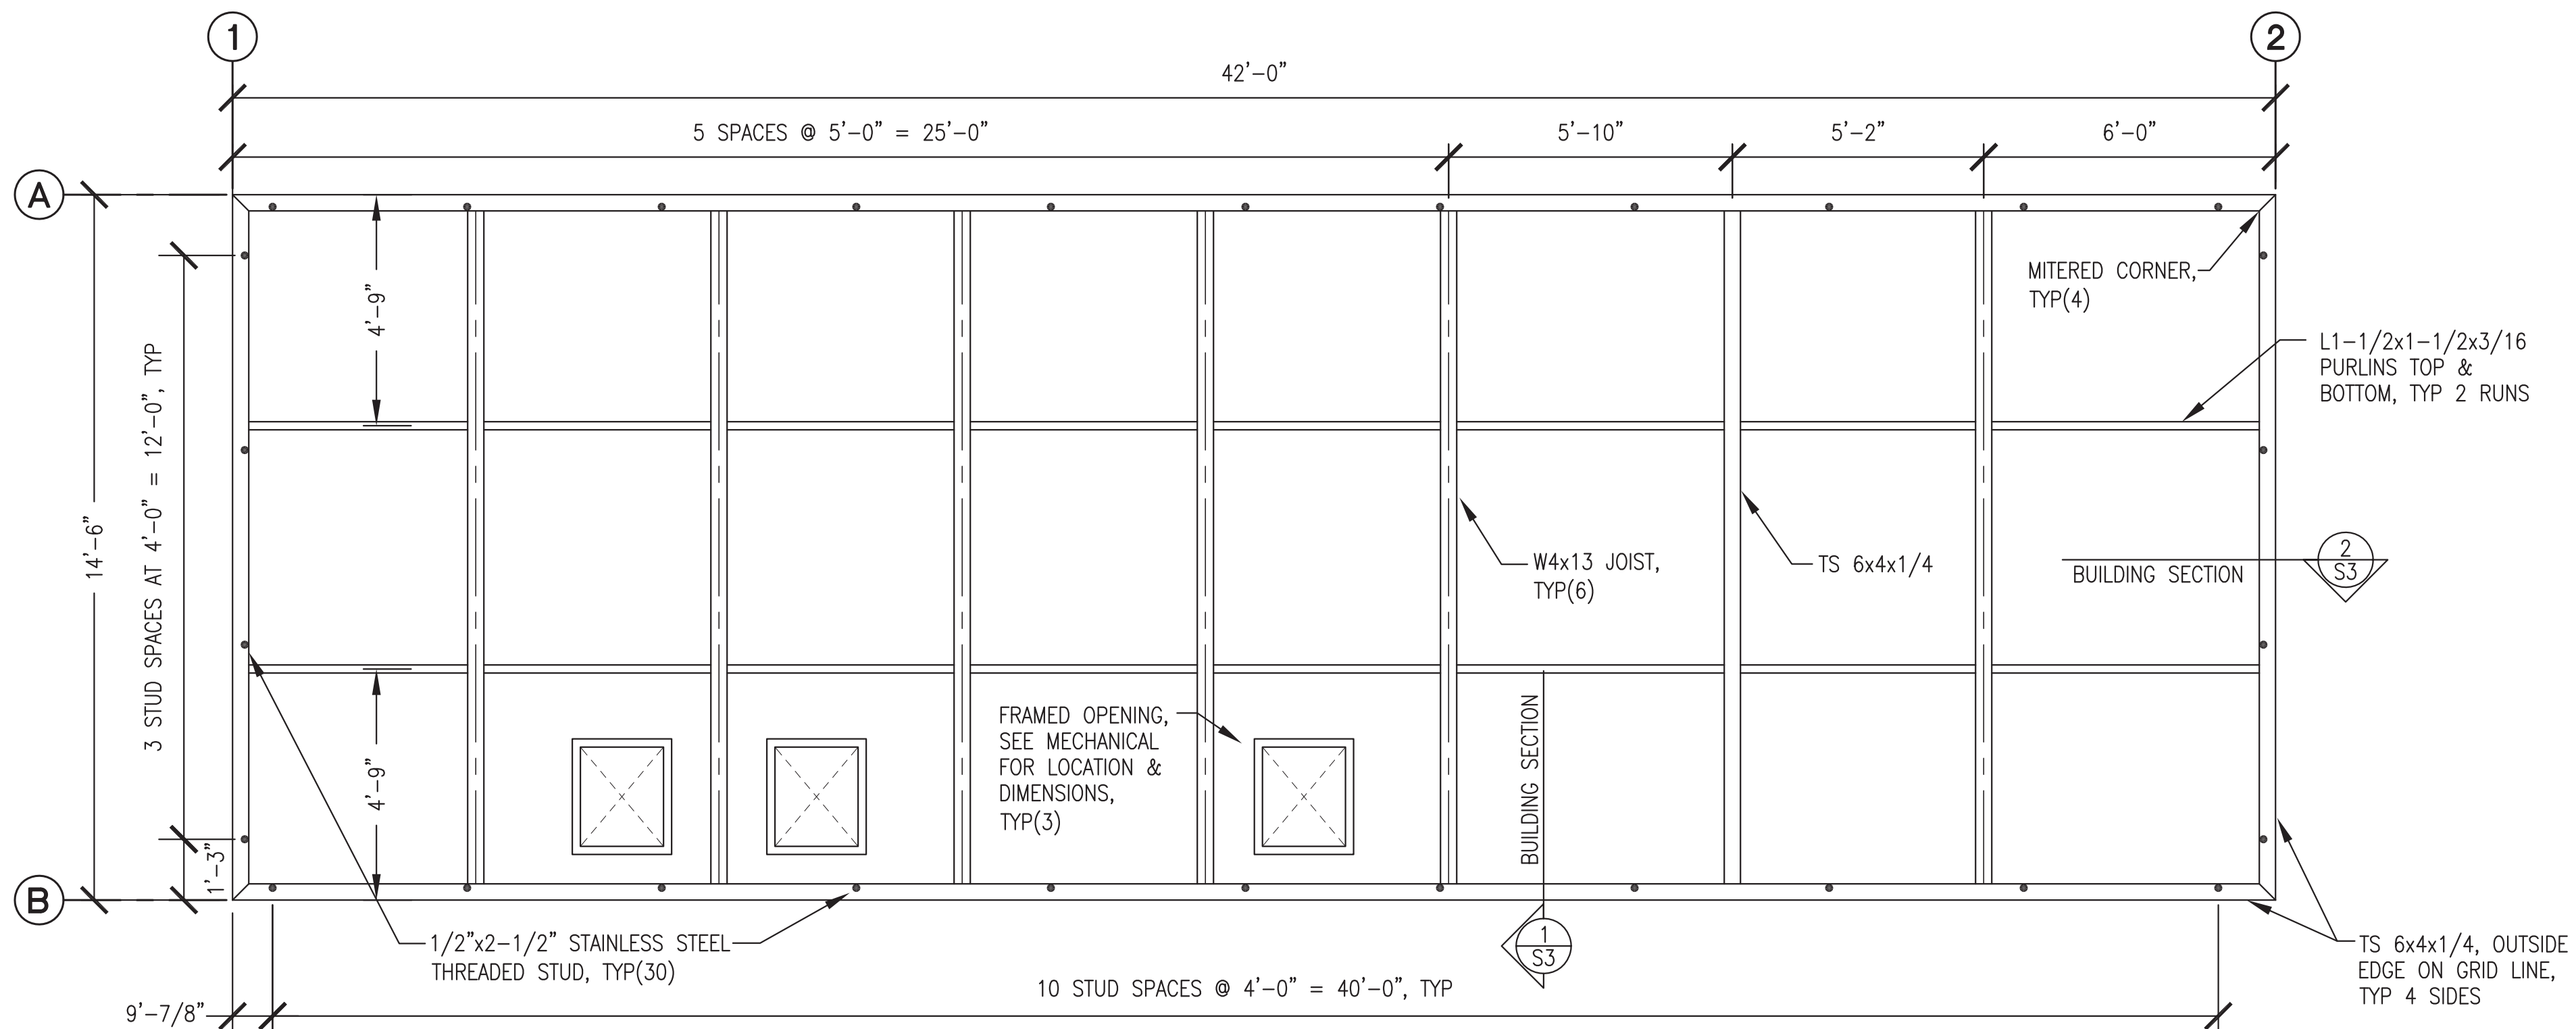 1
2
42'-0"
5 SPACES @ 5'-0" = 25'-0"
5'-10"
5'-2"
6'-0"
A
4'-9"
MITERED CORNER,
TYP(4)
L1-1/2x1-1/2x3/16
PURLINS TOP &
BOTTOM, TYP 2 RUNS
3 STUD SPACES AT 4'-0" = 12'-0", TYP
14'-6"
W4x13 JOIST,
TYP(6)
TS 6x4x1/4
2
S3
BUILDING SECTION
FRAMED OPENING,
SEE MECHANICAL
FOR LOCATION &
DIMENSIONS,
TYP(3)
BUILDING SECTION
4'-9"
1'-3"
B
1/2"x2-1/2" STAINLESS STEEL
THREADED STUD, TYP(30)
1
S3
TS 6x4x1/4, OUTSIDE
EDGE ON GRID LINE,
TYP 4 SIDES
10 STUD SPACES @ 4'-0" = 40'-0", TYP
9'-7/8"